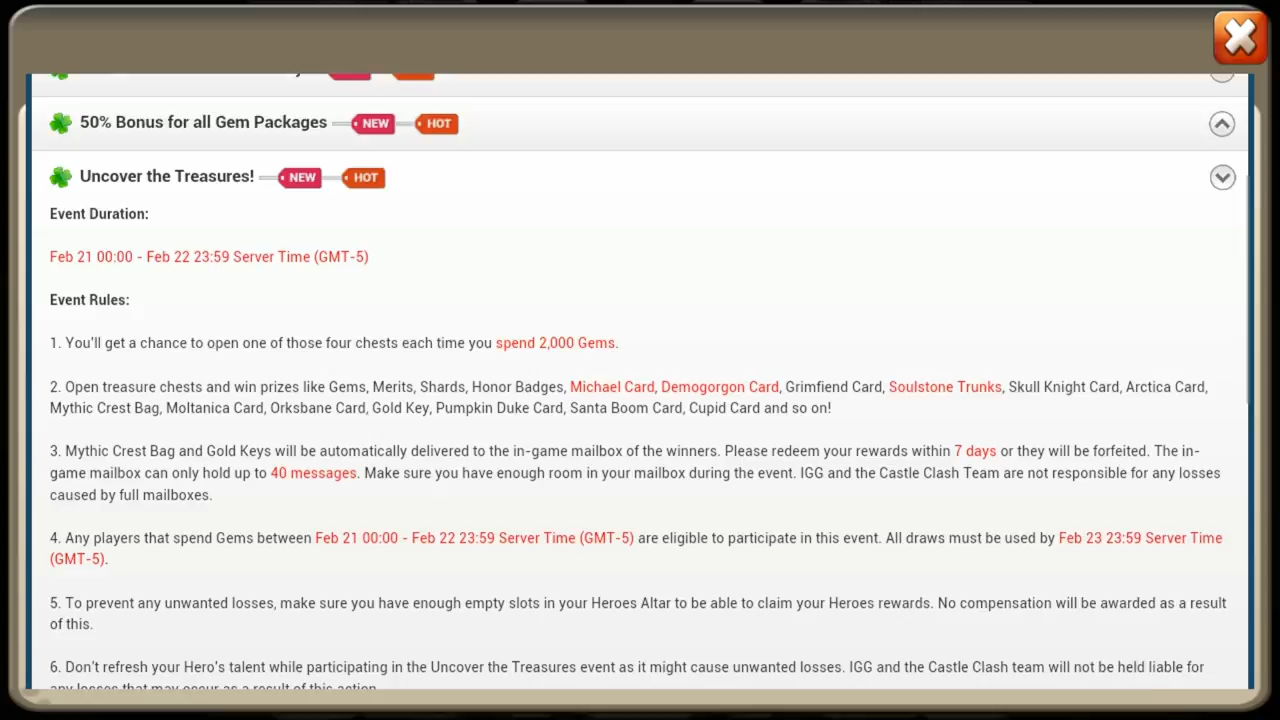 50% Bonus for all Gem Packages NEW HOT
Uncover the Treasures! NEW HOT
Event Duration:
Feb 21 00:00 - Feb 22 23:59 Server Time (GMT-5)
Event Rules:
1. You'll get a chance to open one of those four chests each time you spend 2,000 Gems.
2. Open treasure chests and win prizes like Gems, Merits, Shards, Honor Badges, Michael Card, Demogorgon Card, Grimfiend Card, Soulstone Trunks, Skull Knight Card, Arctica Card,
Mythic Crest Bag, Moltanica Card, Orksbane Card, Gold Key, Pumpkin Duke Card, Santa Boom Card, Cupid Card and so on!
3. Mythic Crest Bag and Gold Keys will be automatically delivered to the in-game mailbox of the winners. Please redeem your rewards within 7 days or they will be forfeited. The in-
game mailbox can only hold up to 40 messages. Make sure you have enough room in your mailbox during the event. IGG and the Castle Clash Team are not responsible for any losses
caused by full mailboxes.
4. Any players that spend Gems between Feb 21 00:00 - Feb 22 23:59 Server Time (GMT-5) are eligible to participate in this event. All draws must be used by Feb 23 23:59 Server Time
(GMT-5).
5. To prevent any unwanted losses, make sure you have enough empty slots in your Heroes Altar to be able to claim your Heroes rewards. No compensation will be awarded as a result
of this.
6. Don't refresh your Hero's talent while participating in the Uncover the Treasures event as it might cause unwanted losses. IGG and the Castle Clash team will not be held liable for
any losses that may occur as a result of this action.